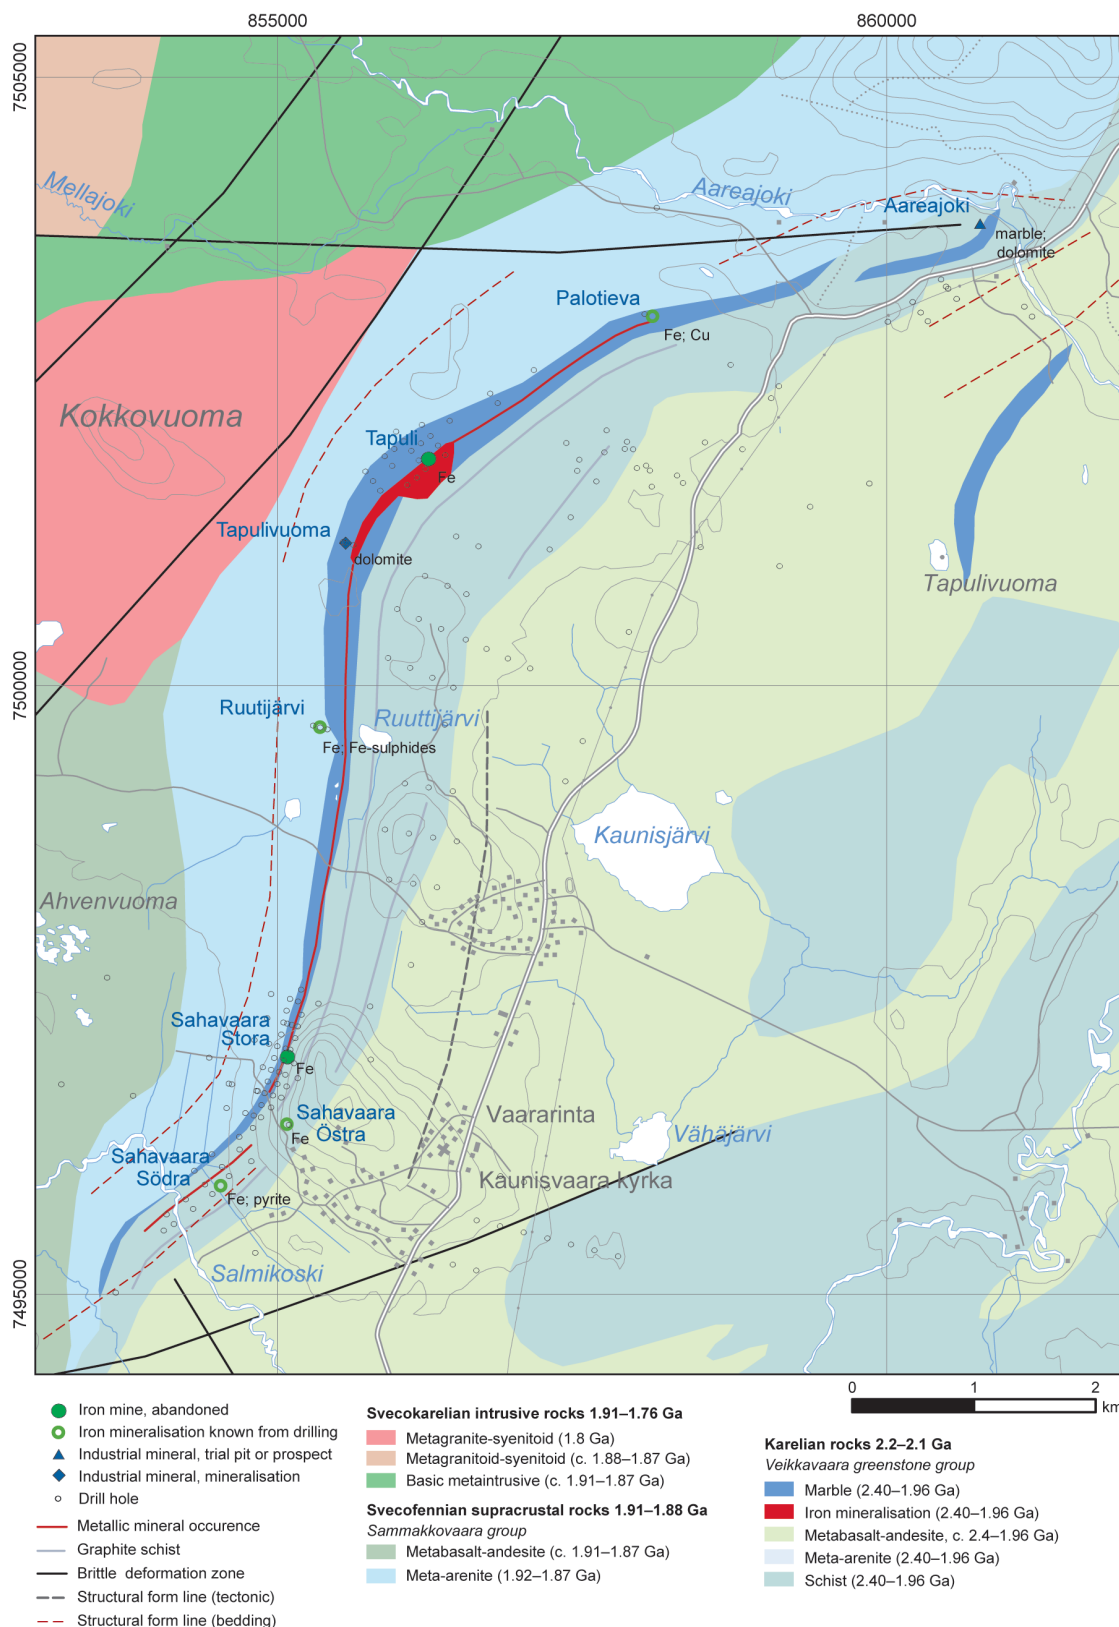 855000
860000
7505000
7500000
7495000
Mellajoki
Aareajoki
Aareajoki
marble;
dolomite
Palotieva
Fe; Cu
Kokkovuoma
Tapuli
Fe
Tapulivuoma
dolomite
Tapulivuoma
Ruutijärvi
Ruuttijärvi
Fe; Fe-sulphides
Kaunisjärvi
Ahvenvuoma
Sahavaara
Stora
Fe
Sahavaara
Östra
Fe
Vaararinta
Vähäjärvi
Sahavaara
Södra
Kaunisvaara kyrka
Fe; pyrite
Salmikoski
0
1
2
km
Iron mine, abandoned
Iron mineralisation known from drilling
Industrial mineral, trial pit or prospect
Industrial mineral, mineralisation
Drill hole
Metallic mineral occurence
Graphite schist
Brittle deformation zone
Structural form line (tectonic)
Structural form line (bedding)
Svecokarelian intrusive rocks 1.91–1.76 Ga
Metagranite-syenitoid (1.8 Ga)
Metagranitoid-syenitoid (c. 1.88–1.87 Ga)
Basic metaintrusive (c. 1.91–1.87 Ga)
Svecofennian supracrustal rocks 1.91–1.88 Ga
Sammakkovaara group
Metabasalt-andesite (c. 1.91–1.87 Ga)
Meta-arenite (1.92–1.87 Ga)
Karelian rocks 2.2–2.1 Ga
Veikkavaara greenstone group
Marble (2.40–1.96 Ga)
Iron mineralisation (2.40–1.96 Ga)
Metabasalt-andesite, c. 2.4–1.96 Ga)
Meta-arenite (2.40–1.96 Ga)
Schist (2.40–1.96 Ga)